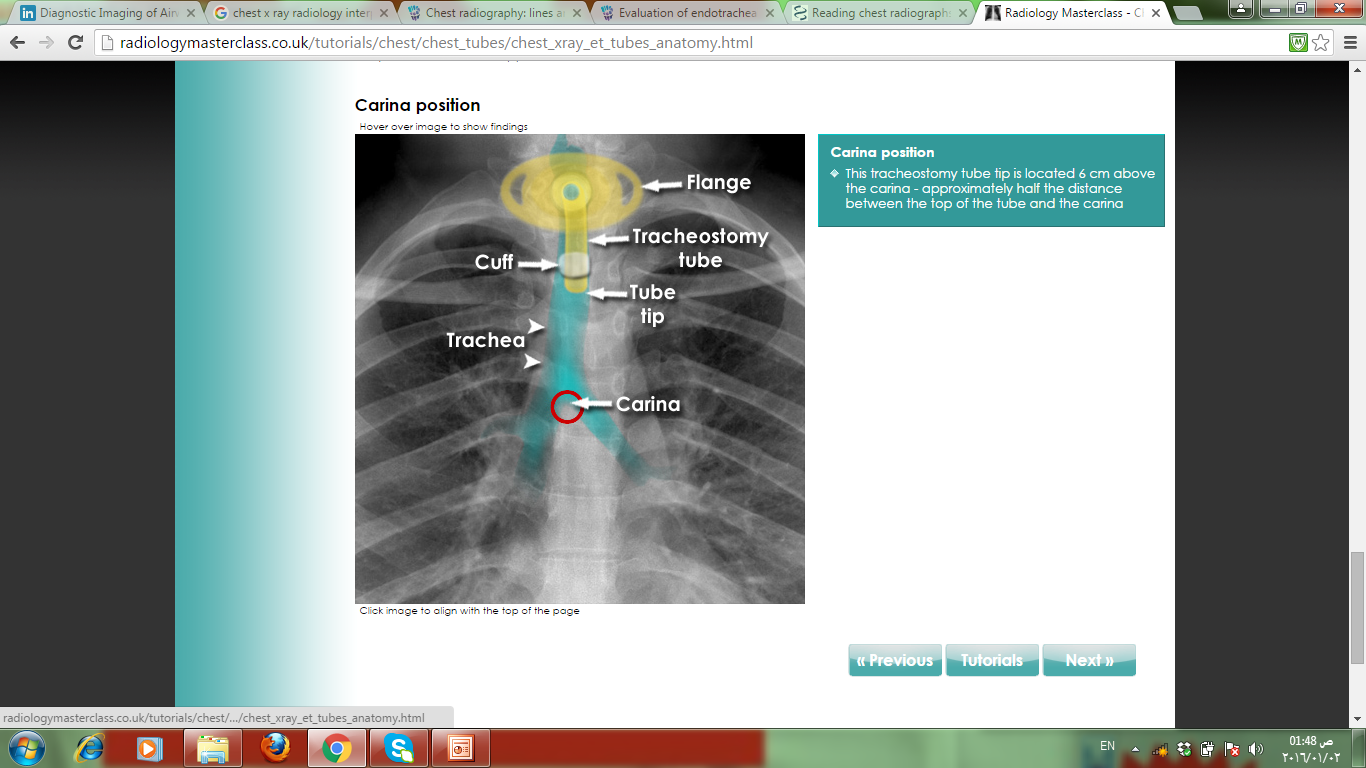 Diagnostic Imaging of Air
chest x ray radiology inter
Chest radiography: lines a
Evaluation of endotrachea
Reading chest radiograph
Radiology Masterclass - C
radiologymasterclass.co.uk/tutorials/chest/chest_tubes/chest_xray_et_tubes_anatomy.html
Carina position
Hover over image to show findings
Flange
Tracheostomy
tube
Cuff
Tube
tip
Trachea
Carina
Click image to align with the top of the page
Carina position
This tracheostomy tube tip is located 6 cm above
the carina - approximately half the distance
between the top of the tube and the carina
« Previous
Tutorials
Next »
radiologymasterclass.co.uk/tutorials/chest/.../chest_xray_et_tubes_anatomy.html
EN
01:48 ص
٢٠١٦/٠١/٠٢